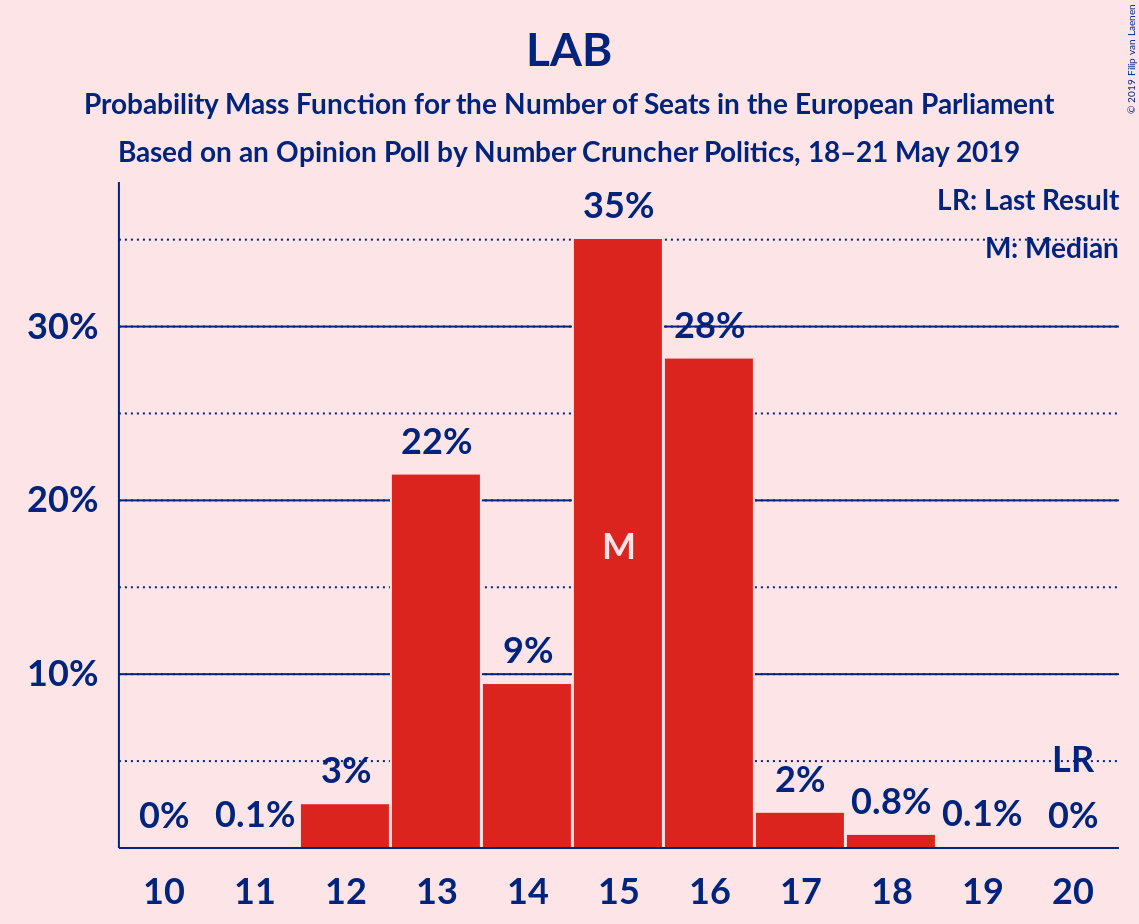 © 2019 Filip van Laenen
LAB
Probability Mass Function for the Number of Seats in the European Parliament
Based on an Opinion Poll by Number Cruncher Politics, 18–21 May 2019
LR: Last Result
M: Median
30%
20%
10%
0%
0.1%
3%
22%
9%
35%
M
28%
2%
0.8%
0.1%
LR
0%
10 11 12 13 14 15 16 17 18 19 20